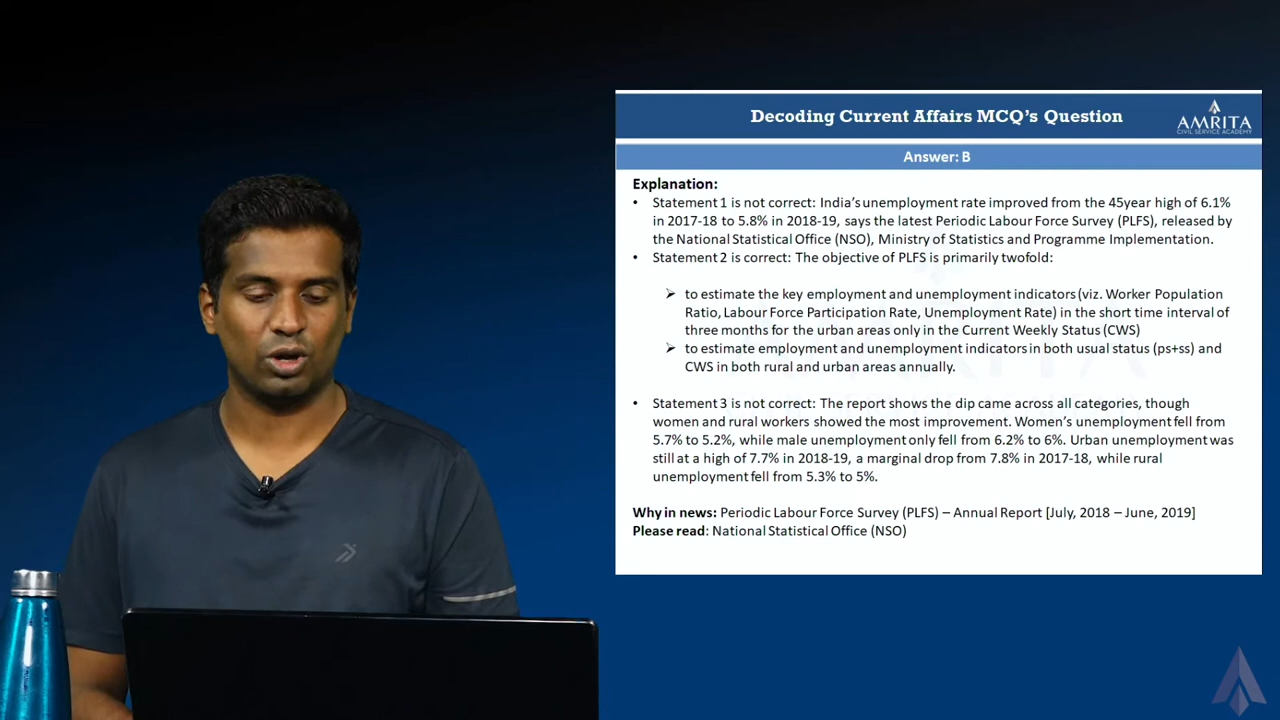 Decoding Current Affairs MCQ's Question
AMRITA
CIVIL SERVICE ACADEMY
Answer: B
Explanation:
• Statement 1 is not correct: India's unemployment rate improved from the 45year high of 6.1%
in 2017-18 to 5.8% in 2018-19, says the latest Periodic Labour Force Survey (PLFS), released by
the National Statistical Office (NSO), Ministry of Statistics and Programme Implementation.
• Statement 2 is correct: The objective of PLFS is primarily twofold:
➢ to estimate the key employment and unemployment indicators (viz. Worker Population
Ratio, Labour Force Participation Rate, Unemployment Rate) in the short time interval of
three months for the urban areas only in the Current Weekly Status (CWS)
➢ to estimate employment and unemployment indicators in both usual status (ps+ss) and
CWS in both rural and urban areas annually.
• Statement 3 is not correct: The report shows the dip came across all categories, though
women and rural workers showed the most improvement. Women's unemployment fell from
5.7% to 5.2%, while male unemployment only fell from 6.2% to 6%. Urban unemployment was
still at a high of 7.7% in 2018-19, a marginal drop from 7.8% in 2017-18, while rural
unemployment fell from 5.3% to 5%.
Why in news: Periodic Labour Force Survey (PLFS) – Annual Report [July, 2018 – June, 2019]
Please read: National Statistical Office (NSO)